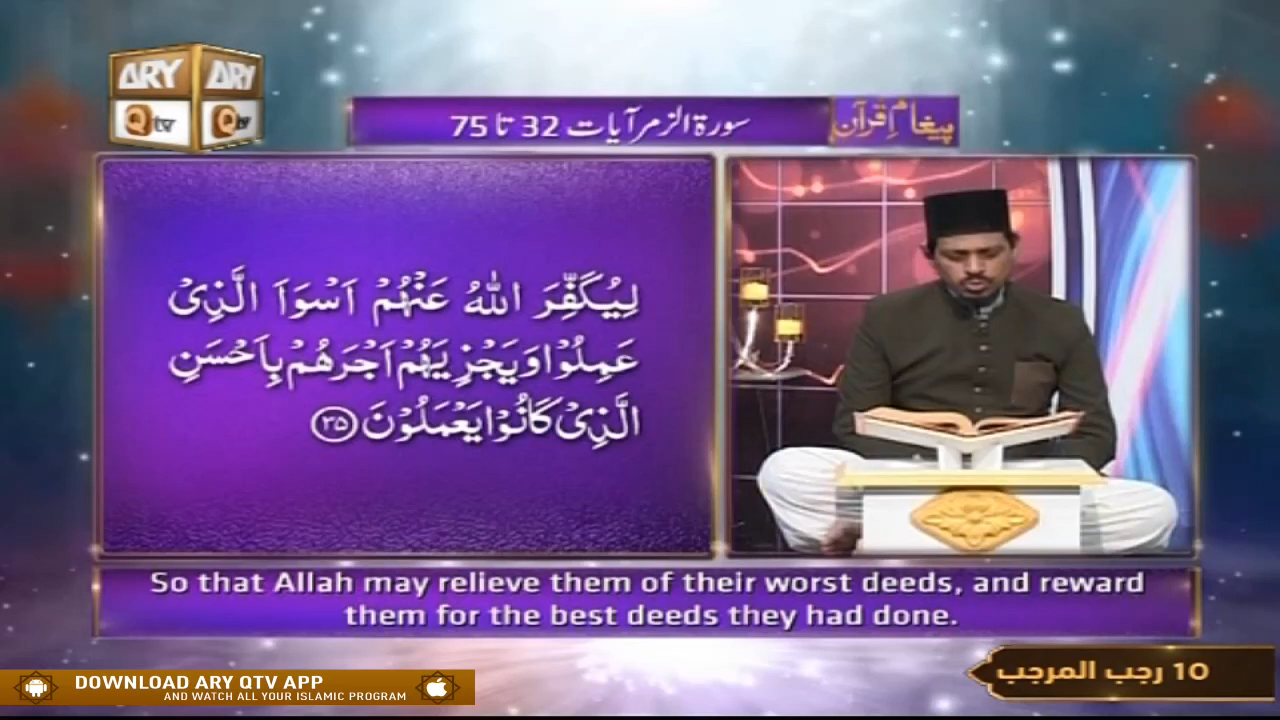 ARY ARY
Qtv Qtv
سورۃ الزمر آیات 32 تا 75
پیغامِ قرآن
لِیُکَفِّرَ اللّٰہُ عَنْہُمْ اَسْوَاَ الَّذِیْ
عَمِلُوْا وَیَجْزِیَہُمْ اَجْرَہُمْ بِاَحْسَنِ
الَّذِیْ کَانُوْا یَعْمَلُوْنَ ﴿۳۵﴾
So that Allah may relieve them of their worst deeds, and reward
them for the best deeds they had done.
DOWNLOAD ARY QTV APP
AND WATCH ALL YOUR ISLAMIC PROGRAM
10 رجب المرجب